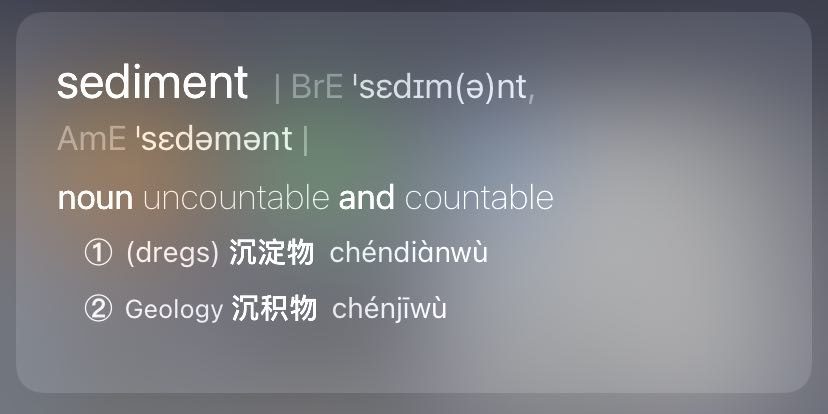 sediment | BrE ˈsɛdɪm(ə)nt,
AmE ˈsɛdəmənt |
noun uncountable and countable
① (dregs) 沉淀物 chéndiànwù
② Geology 沉积物 chénjīwù